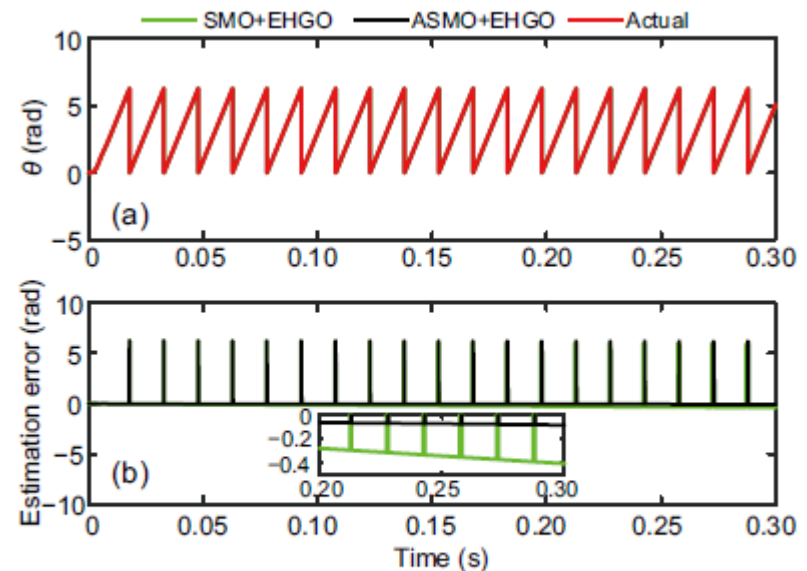 SMO+EHGO ASMO+EHGO Actual
10
5
0
−5
θ (rad)
(a)
0 0.05 0.10 0.15 0.20 0.25 0.30
10
5
0
−5
−10
Estimation error (rad)
(b)
0
−0.2
−0.4
0.20 0.25 0.30
0 0.05 0.10 0.15 0.20 0.25 0.30
Time (s)